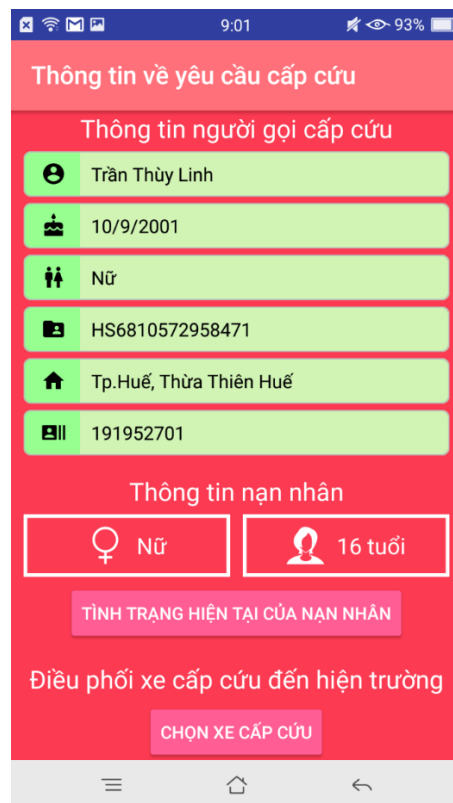 9:01
93%
Thông tin về yêu cầu cấp cứu
Thông tin người gọi cấp cứu
Trần Thùy Linh
10/9/2001
Nữ
HS6810572958471
Tp.Huế, Thừa Thiên Huế
191952701
Thông tin nạn nhân
Nữ
16 tuổi
TÌNH TRẠNG HIỆN TẠI CỦA NẠN NHÂN
Điều phối xe cấp cứu đến hiện trường
CHỌN XE CẤP CỨU